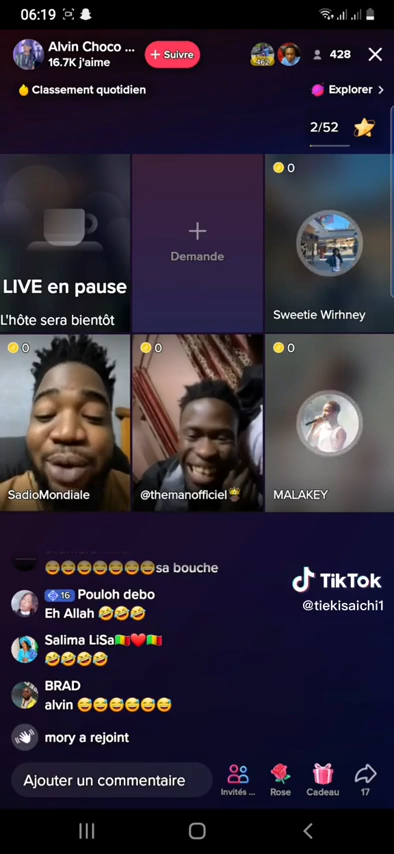 06:19
Alvin Choco ...
16.7K j'aime
+ Suivre
462
428
Classement quotidien
Explorer >
2/52
LIVE en pause
L'hôte sera bientôt
+
Demande
0
Sweetie Wirhney
0
SadioMondiale
0
@themanofficiel👑
0
MALAKEY
😂😂😂😂😂😂😂sa bouche
16 Pouloh debo
Eh Allah 🤣🤣🤣
Salima LiSa🇲🇱❤️🇲🇱
🤣🤣🤣🤣
BRAD
alvin 😅😅😅😅😅😅
mory a rejoint
TikTok
@tiekisaichi1
Ajouter un commentaire
Invités ...
Rose
Cadeau
17